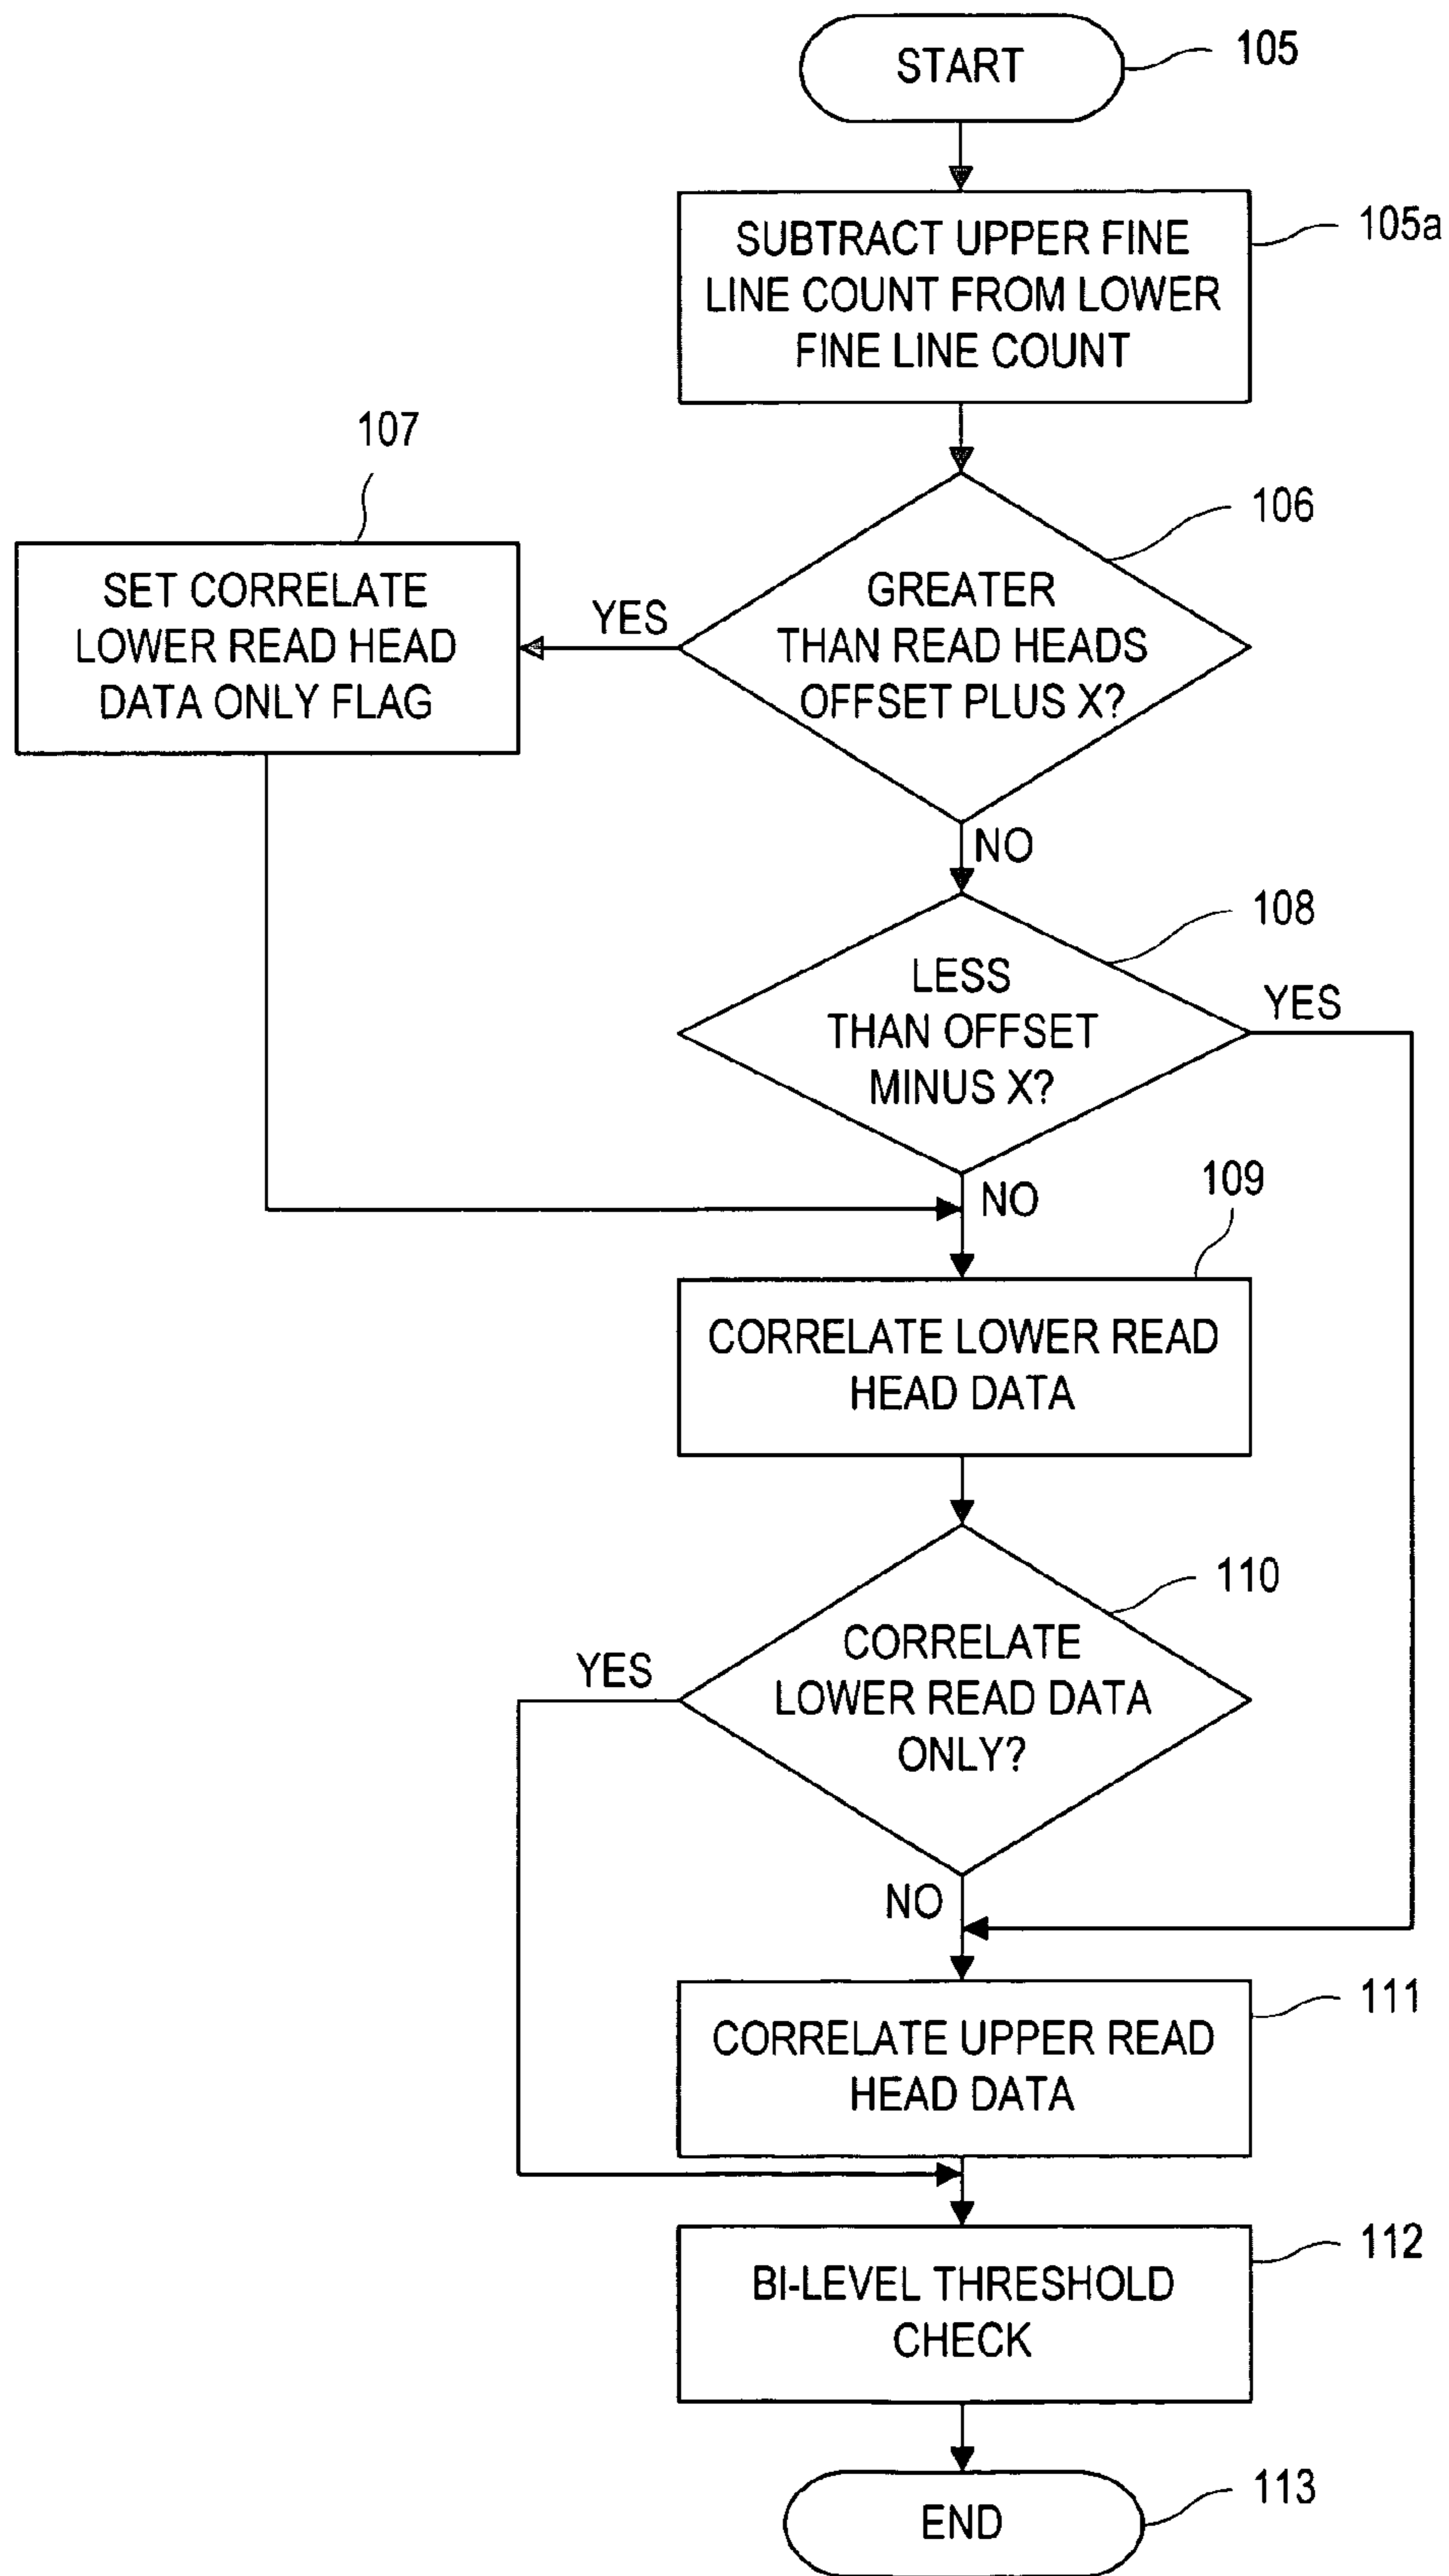 START
105
SUBTRACT UPPER FINE
LINE COUNT FROM LOWER
FINE LINE COUNT
105a
107
SET CORRELATE
LOWER READ HEAD
DATA ONLY FLAG
YES
106
GREATER
THAN READ HEADS
OFFSET PLUS X?
NO
108
LESS
THAN OFFSET
MINUS X?
YES
NO
109
CORRELATE LOWER READ
HEAD DATA
110
CORRELATE
LOWER READ DATA
ONLY?
YES
NO
111
CORRELATE UPPER READ
HEAD DATA
112
BI-LEVEL THRESHOLD
CHECK
END
113